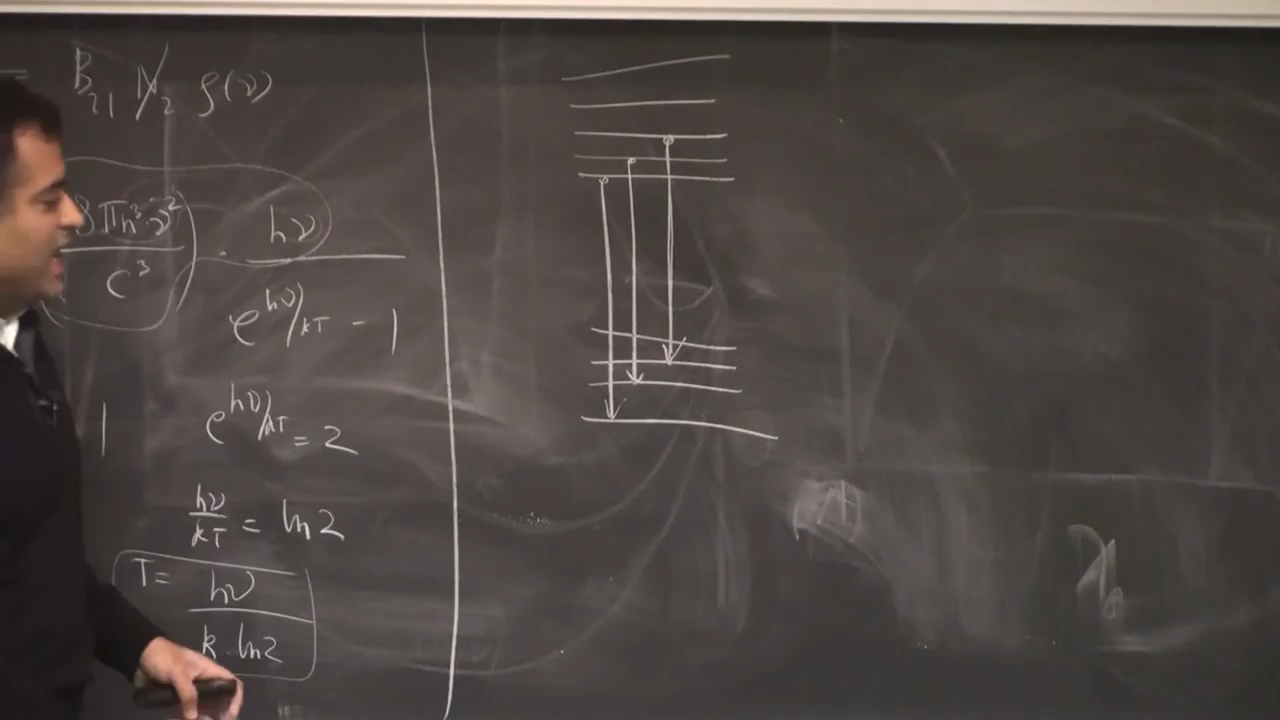 = B₂₁ N₂ ρ(ν)
8πn³ν²/c³ · hν/(e^(hν/kT) - 1)
1 e^(hν/kT) = 2
hν/kT = ln2
T = hν/(k·ln2)